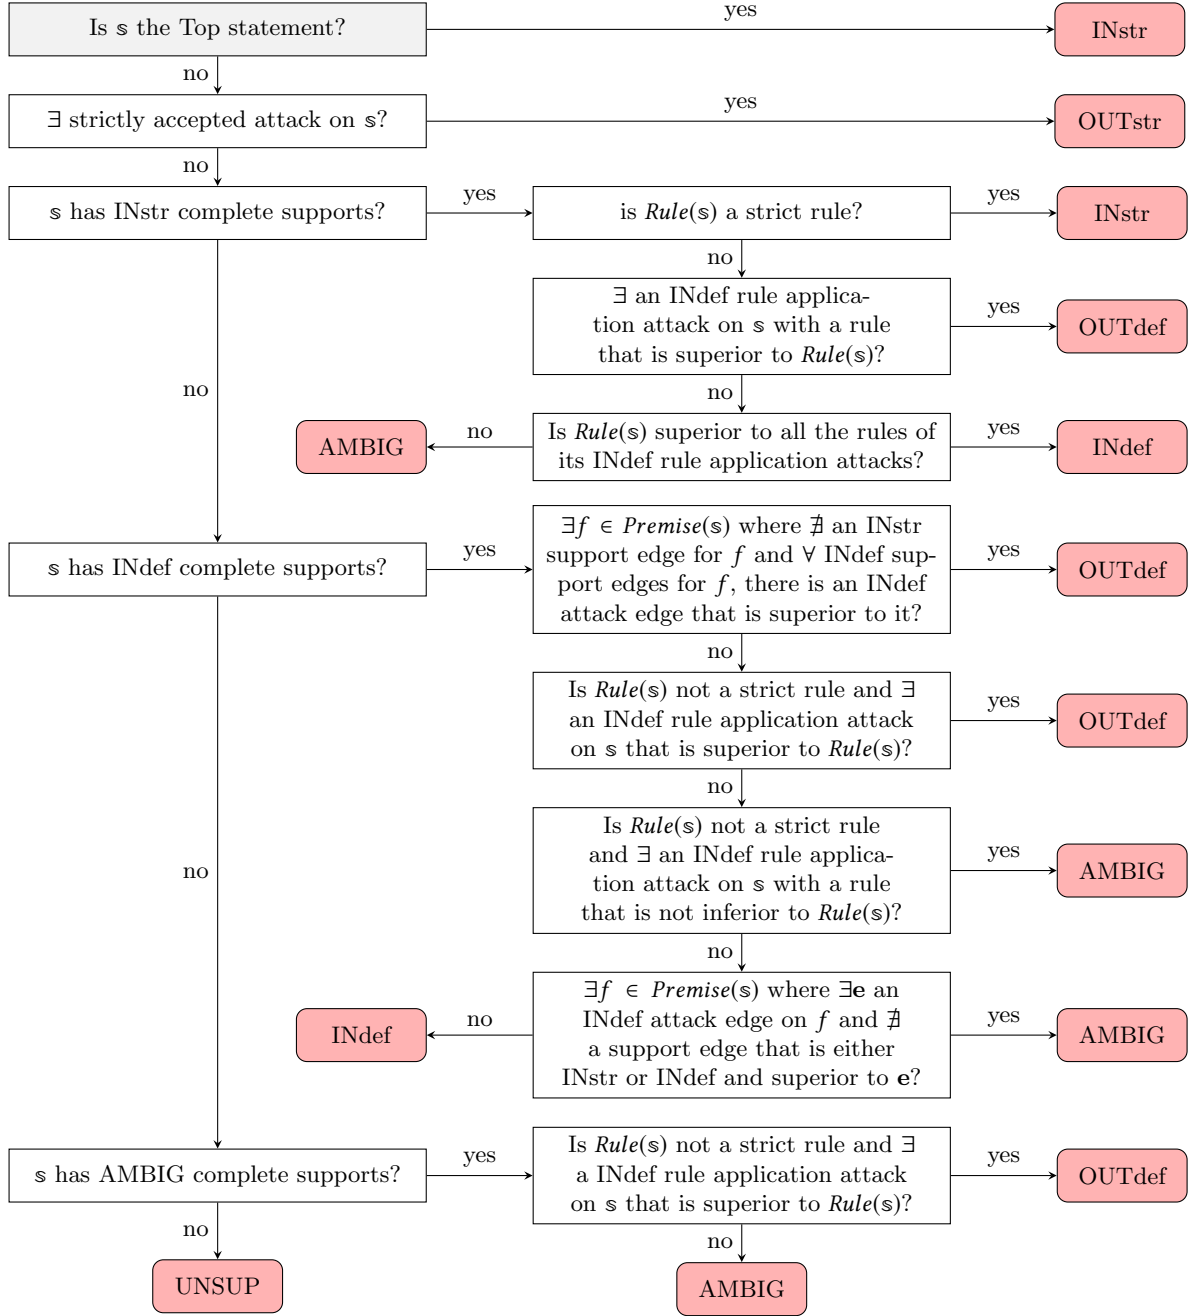 Is 𝕤 the Top statement?
yes
INstr
no
∃ strictly accepted attack on 𝕤?
yes
OUTstr
no
𝕤 has INstr complete supports?
yes
is Rule(𝕤) a strict rule?
yes
INstr
no
∃ an INdef rule applica-
tion attack on 𝕤 with a rule
that is superior to Rule(𝕤)?
yes
OUTdef
no
no
AMBIG
no
Is Rule(𝕤) superior to all the rules of
its INdef rule application attacks?
yes
INdef
𝕤 has INdef complete supports?
yes
∃f ∈ Premise(𝕤) where ∄ an INstr
support edge for f and ∀ INdef sup-
port edges for f, there is an INdef
attack edge that is superior to it?
yes
OUTdef
no
Is Rule(𝕤) not a strict rule and ∃
an INdef rule application attack
on 𝕤 that is superior to Rule(𝕤)?
yes
OUTdef
no
no
Is Rule(𝕤) not a strict rule
and ∃ an INdef rule applica-
tion attack on 𝕤 with a rule
that is not inferior to Rule(𝕤)?
yes
AMBIG
no
INdef
no
∃f ∈ Premise(𝕤) where ∃e an
INdef attack edge on f and ∄
a support edge that is either
INstr or INdef and superior to e?
yes
AMBIG
𝕤 has AMBIG complete supports?
yes
Is Rule(𝕤) not a strict rule and ∃
a INdef rule application attack
on 𝕤 that is superior to Rule(𝕤)?
yes
OUTdef
no
no
UNSUP
AMBIG